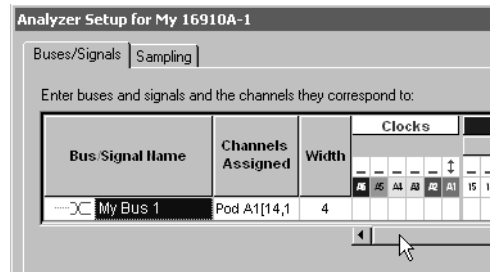 Analyzer Setup for My 16910A-1
Buses/Signals Sampling
Enter buses and signals and the channels they correspond to:
Bus/Signal Name Channels Assigned Width Clocks
A6 A5 A4 A3 A2 A1 15 1
My Bus 1 Pod A1[14,1 4